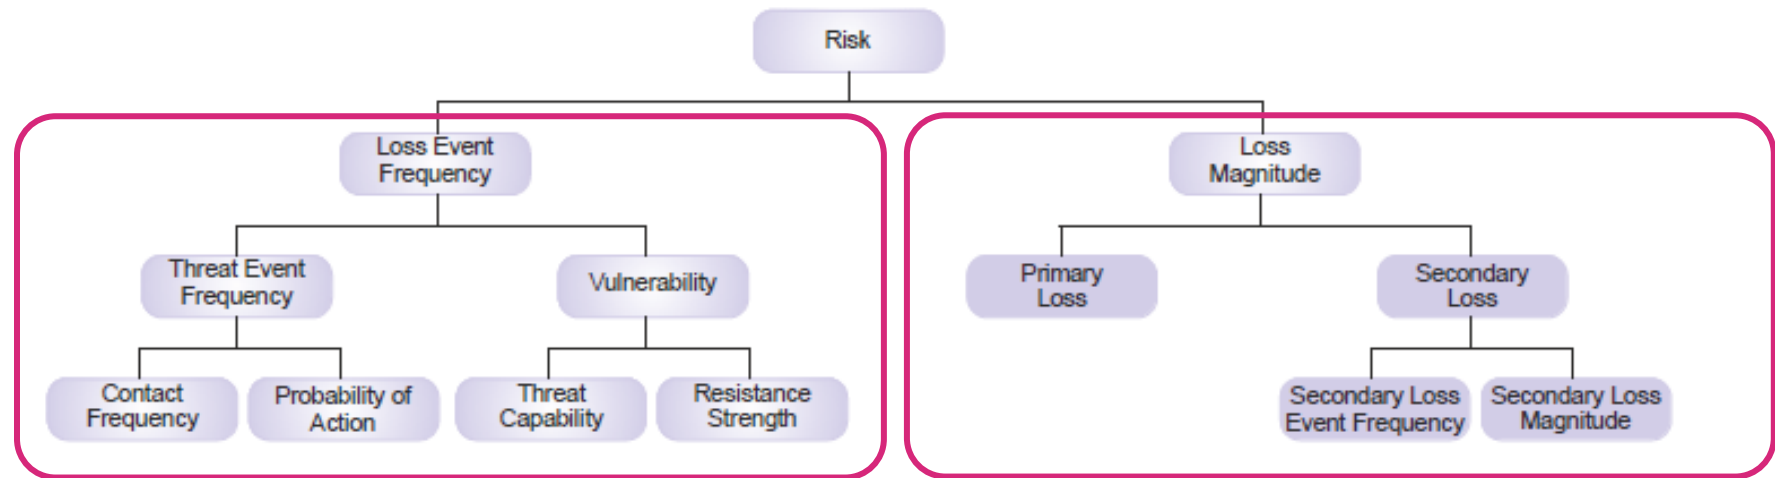 Risk
Loss Event
Frequency
Loss
Magnitude
Threat Event
Frequency
Vulnerability
Primary
Loss
Secondary
Loss
Contact
Frequency
Probability of
Action
Threat
Capability
Resistance
Strength
Secondary Loss
Event Frequency
Secondary Loss
Magnitude